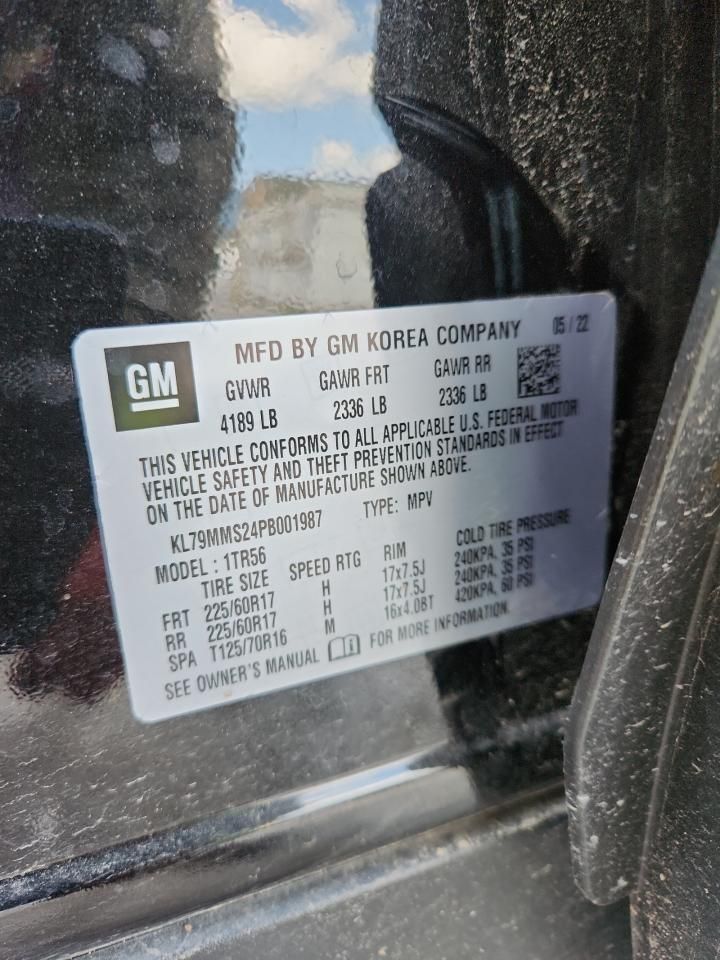 GM
MFD BY GM KOREA COMPANY 05 / 22
GVWR GAWR FRT GAWR RR
4189 LB 2336 LB 2336 LB
THIS VEHICLE CONFORMS TO ALL APPLICABLE U.S. FEDERAL MOTOR
VEHICLE SAFETY AND THEFT PREVENTION STANDARDS IN EFFECT
ON THE DATE OF MANUFACTURE SHOWN ABOVE.
KL79MMS24PB001987 TYPE: MPV
MODEL: 1TR56
TIRE SIZE SPEED RTG RIM COLD TIRE PRESSURE
FRT 225/60R17 H 17x7.5J 240KPA, 35 PSI
RR 225/60R17 H 17x7.5J 240KPA, 35 PSI
SPA T125/70R16 M 16x4.0BT 420KPA, 60 PSI
SEE OWNER'S MANUAL FOR MORE INFORMATION.